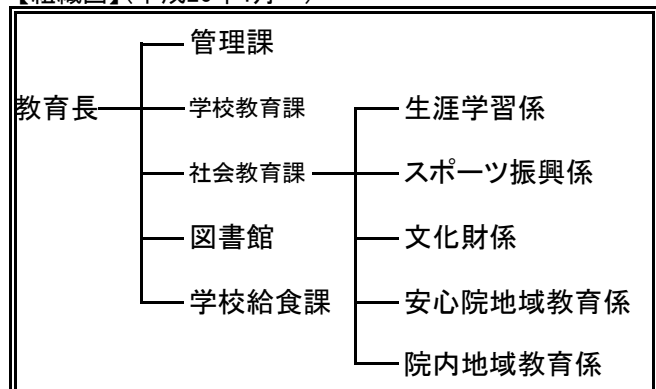 管理課
教育長 学校教育課 生涯学習係
社会教育課 スポーツ振興係
図書館 文化財係
学校給食課 安心院地域教育係
院内地域教育係